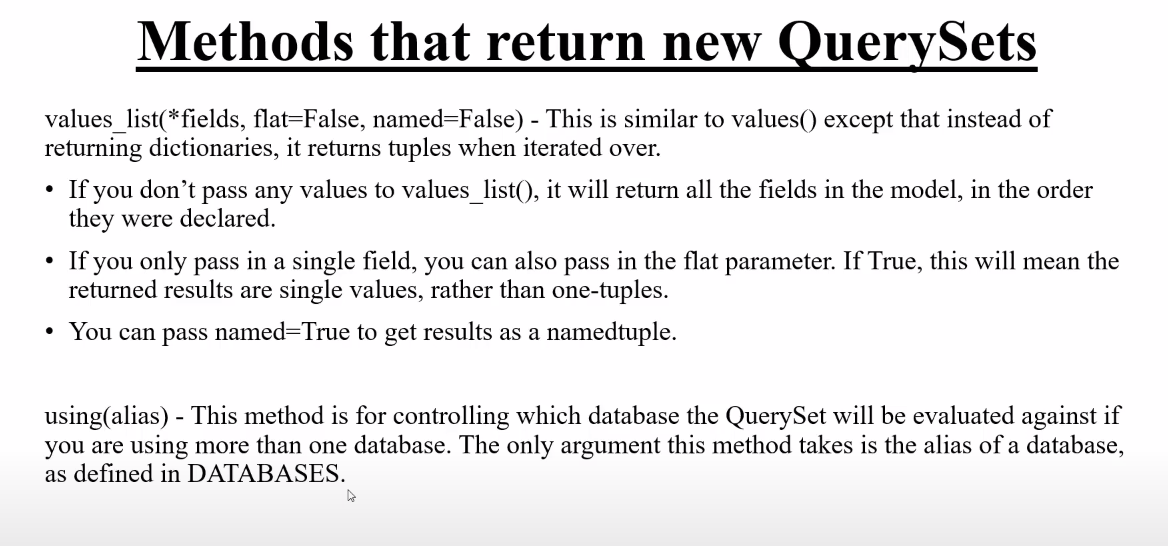 Methods that return new QuerySets
values_list(*fields, flat=False, named=False) - This is similar to values() except that instead of
returning dictionaries, it returns tuples when iterated over.
• If you don’t pass any values to values_list(), it will return all the fields in the model, in the order
they were declared.
• If you only pass in a single field, you can also pass in the flat parameter. If True, this will mean the
returned results are single values, rather than one-tuples.
• You can pass named=True to get results as a namedtuple.
using(alias) - This method is for controlling which database the QuerySet will be evaluated against if
you are using more than one database. The only argument this method takes is the alias of a database,
as defined in DATABASES.